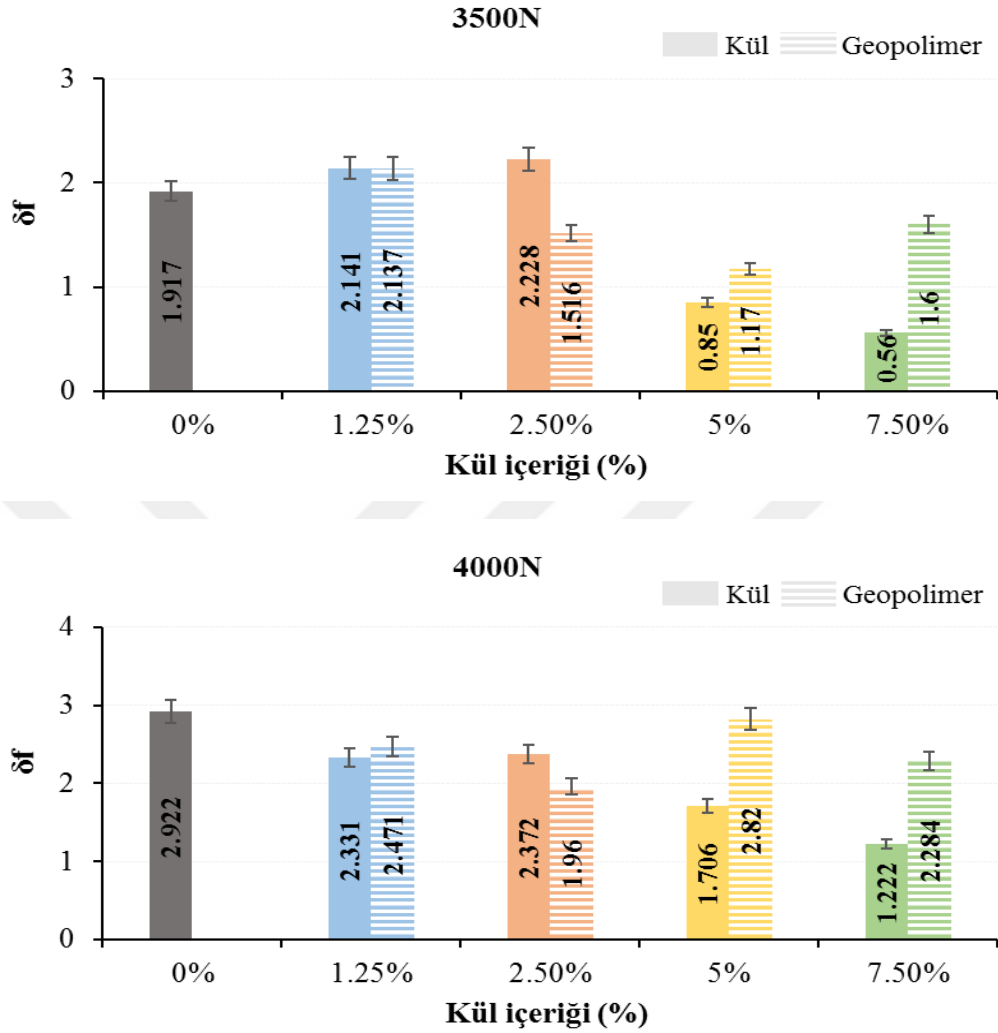 3500N
Kül Geopolimer
3
2
1
0
δf
1.917
2.141
2.137
2.228
1.516
0.85
1.17
0.56
1.6
0% 1.25% 2.50% 5% 7.50%
Kül içeriği (%)
4000N
Kül Geopolimer
4
3
2
1
0
δf
2.922
2.331
2.471
2.372
1.96
1.706
2.82
1.222
2.284
0% 1.25% 2.50% 5% 7.50%
Kül içeriği (%)